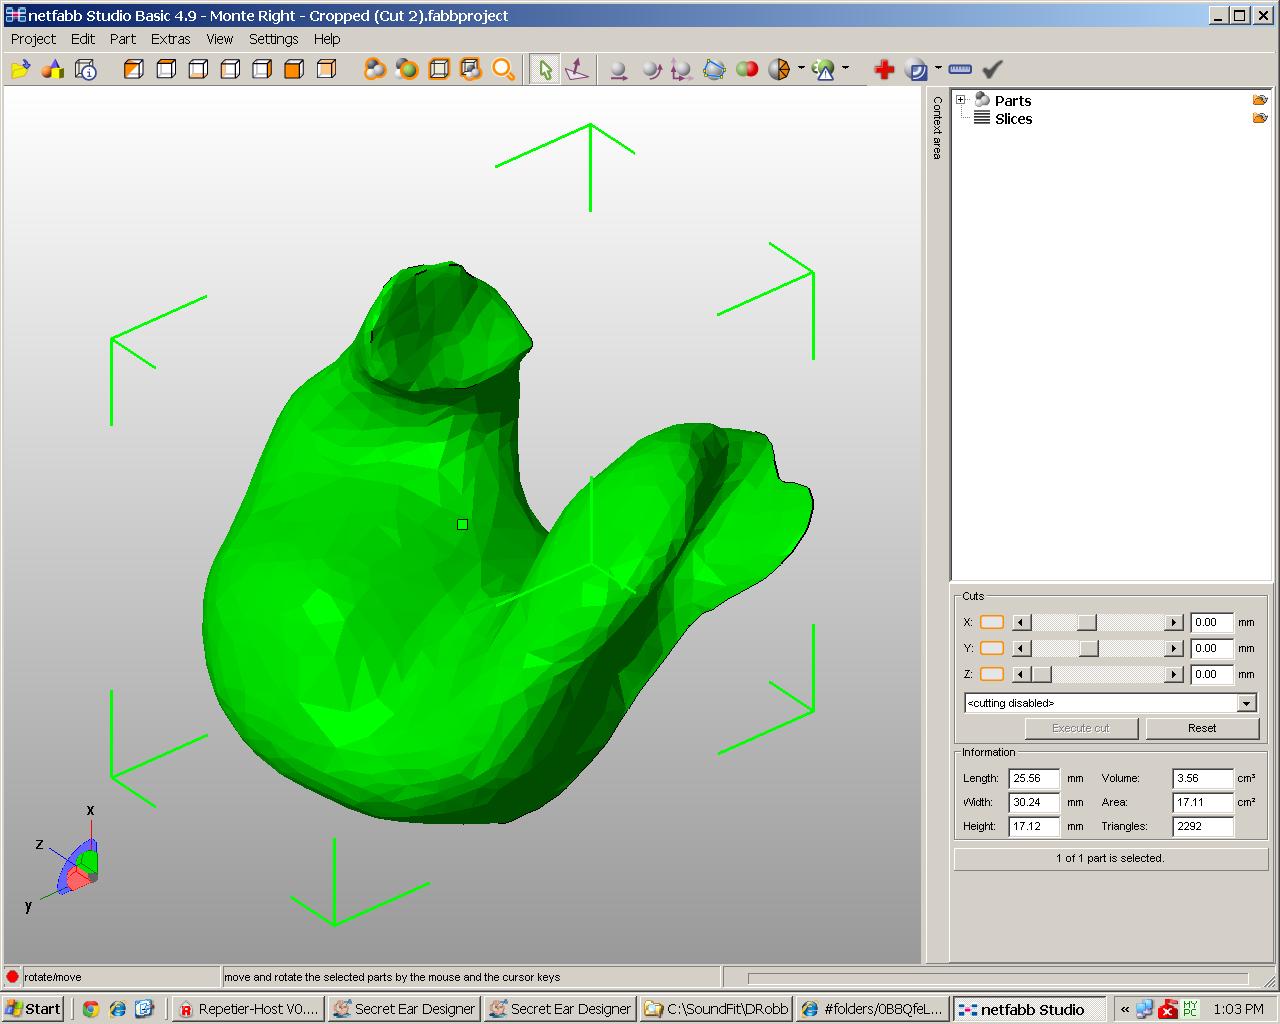 netfabb Studio Basic 4.9 - Monte Right - Cropped (Cut 2).fabbproject
Project Edit Part Extras View Settings Help
Context area
Parts
Slices
x
z
y
Cuts
X: 0.00 mm
Y: 0.00 mm
Z: 0.00 mm
<cutting disabled>
Execute cut Reset
Information
Length: 25.56 mm Volume: 3.56 cm³
Width: 30.24 mm Area: 17.11 cm²
Height: 17.12 mm Triangles: 2292
1 of 1 part is selected.
rotate/move move and rotate the selected parts by the mouse and the cursor keys
Start Repetier-Host V0.... Secret Ear Designer Secret Ear Designer C:\SoundFit\DRobb #folders/0BBQfeL... netfabb Studio « MY PC 1:03 PM